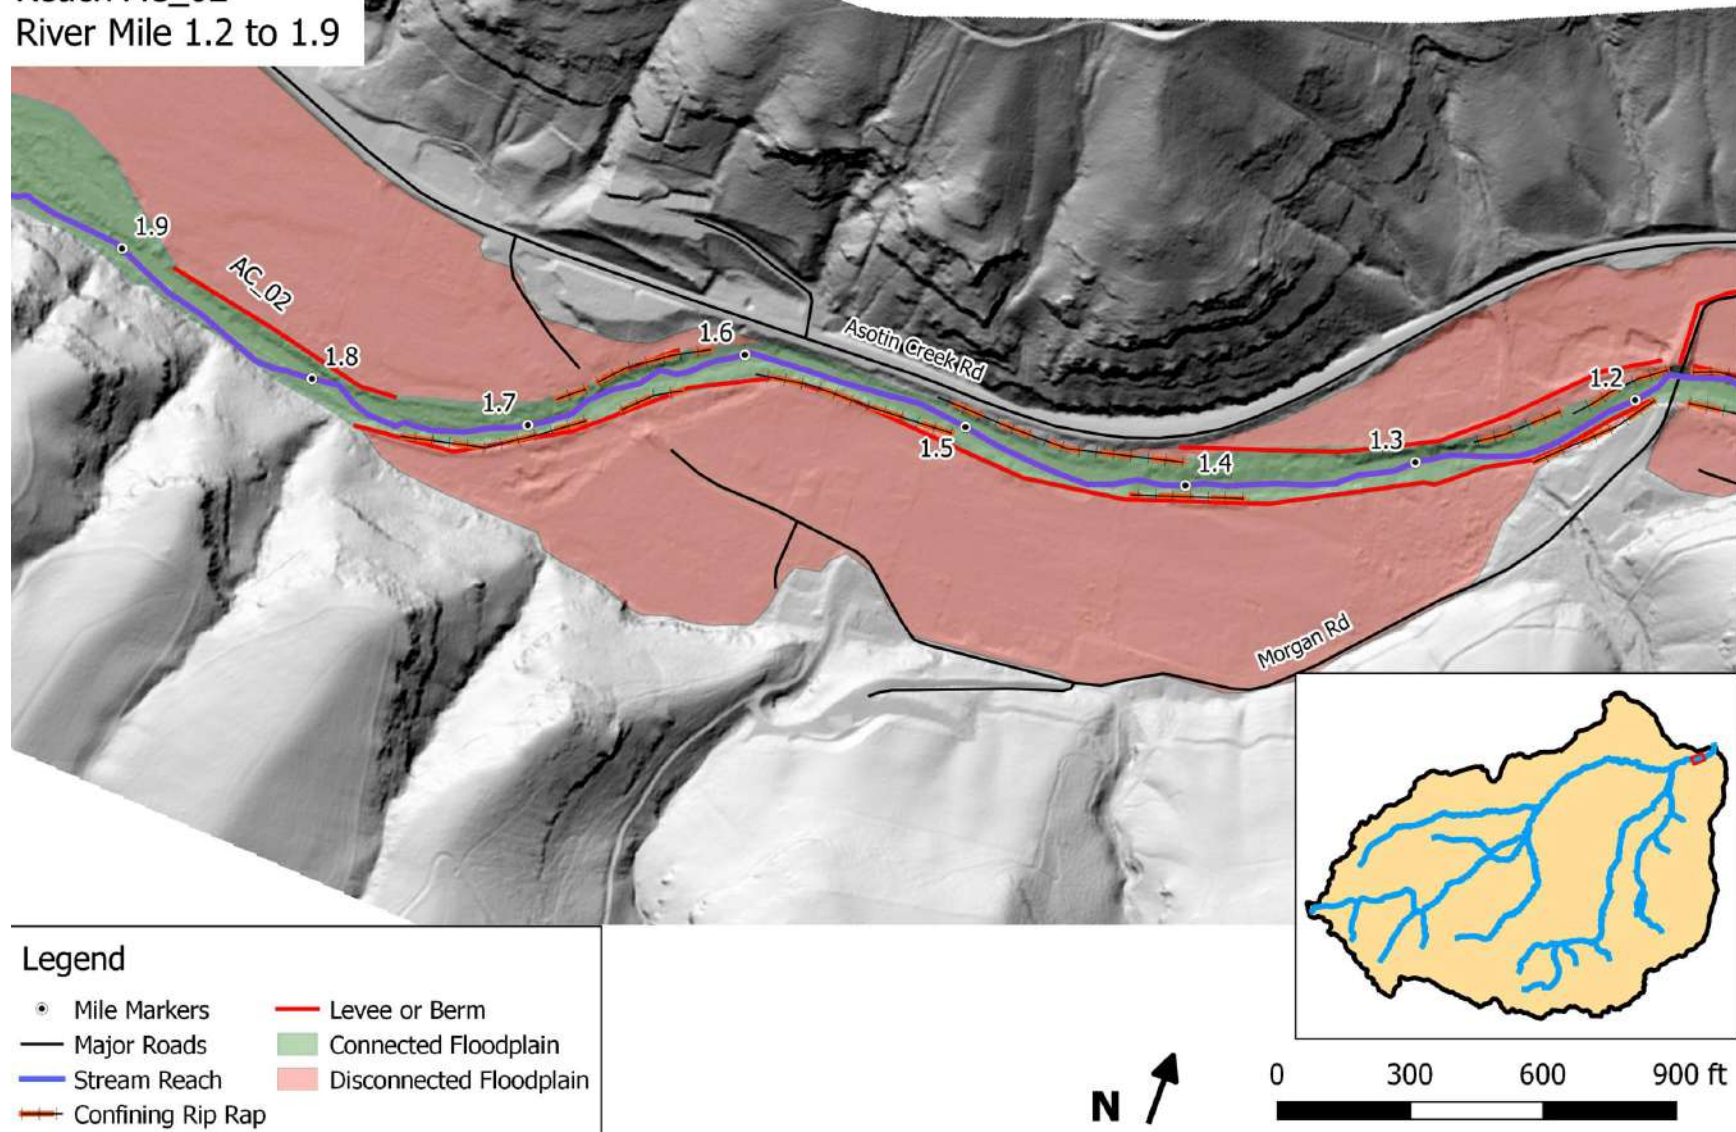 River Mile 1.2 to 1.9
1.9
AC_02
1.8
1.7
1.6
Asotin Creek Rd
1.5
1.4
1.3
1.2
Morgan Rd
Legend
Mile Markers
Major Roads
Stream Reach
Confining Rip Rap
Levee or Berm
Connected Floodplain
Disconnected Floodplain
N
0 300 600 900 ft